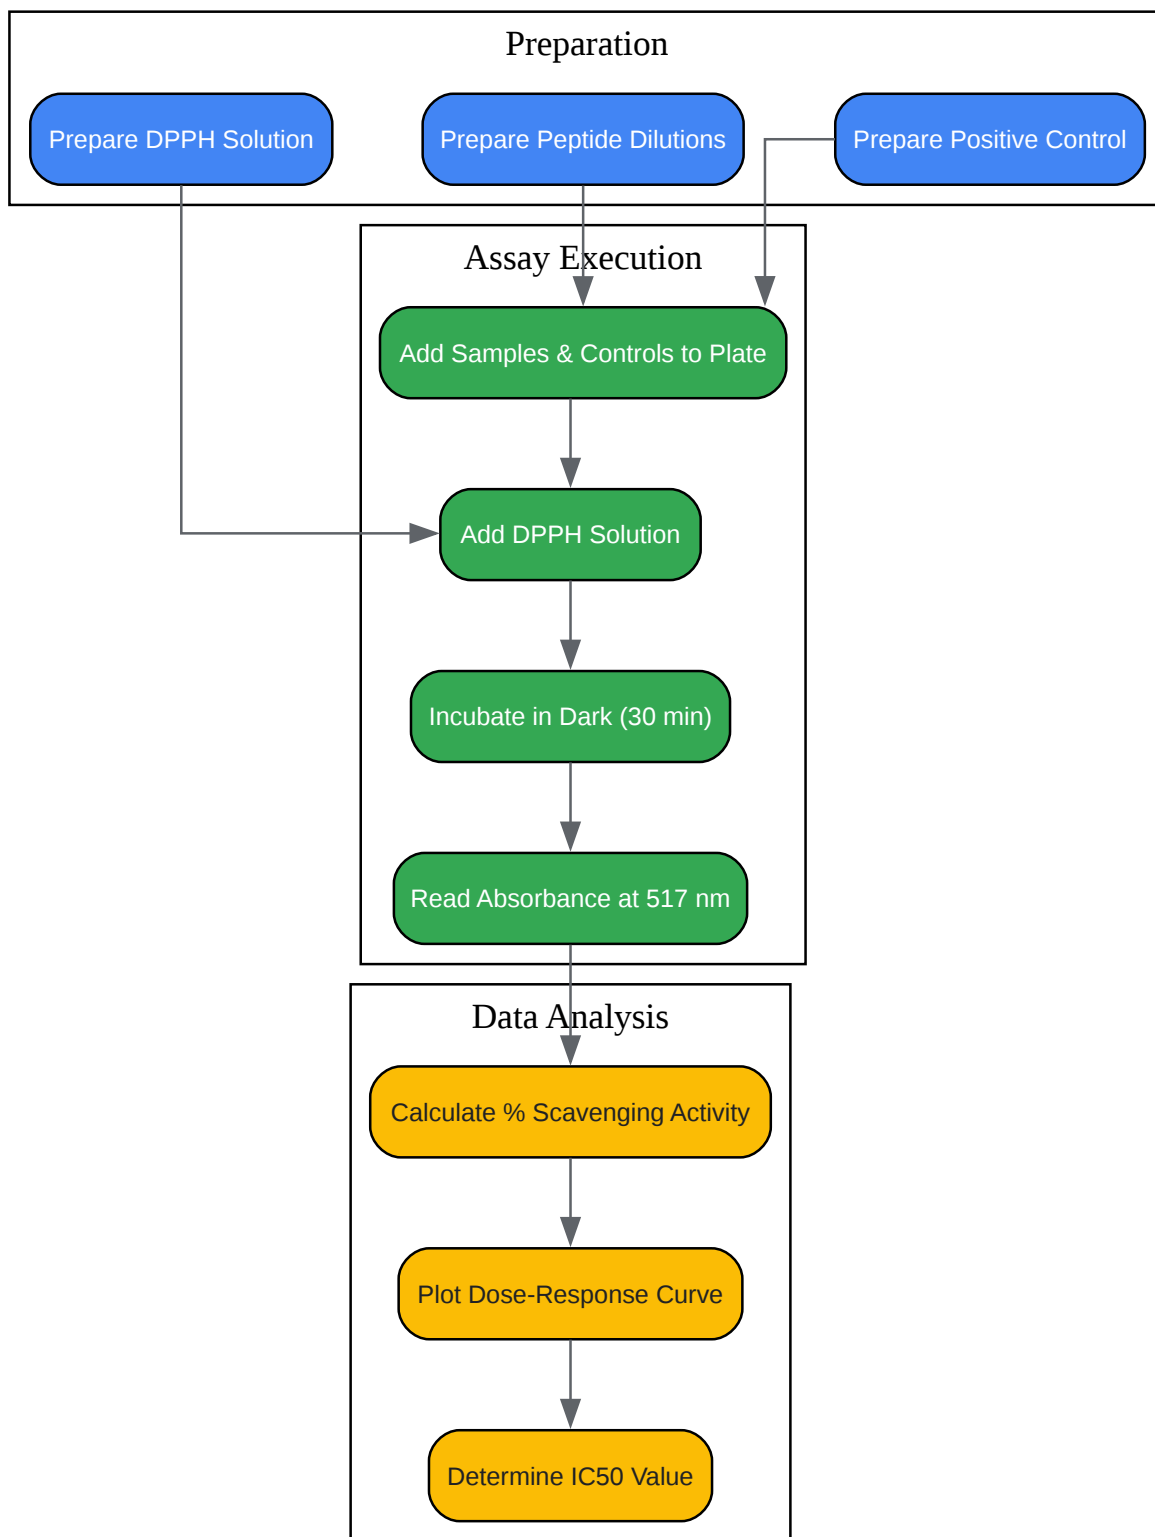 Preparation
Prepare DPPH Solution
Prepare Peptide Dilutions
Prepare Positive Control
Assay Execution
Add Samples & Controls to Plate
Add DPPH Solution
Incubate in Dark (30 min)
Read Absorbance at 517 nm
Data Analysis
Calculate % Scavenging Activity
Plot Dose-Response Curve
Determine IC50 Value